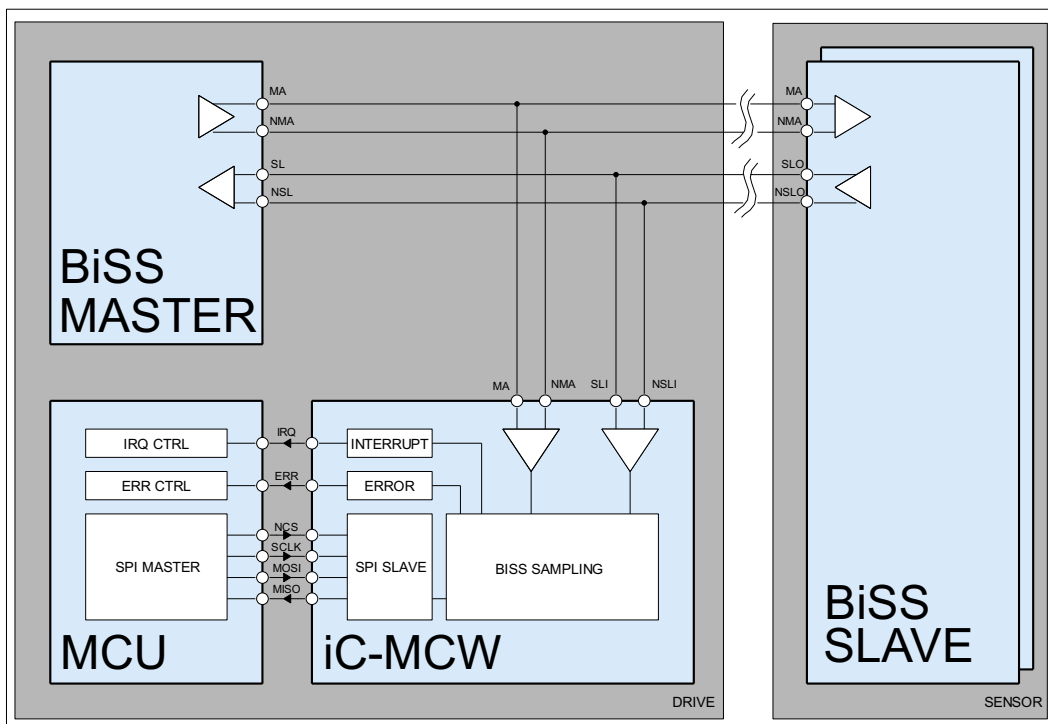 MA
NMA
SL
NSL
BiSS
MASTER
MA
NMA
SLO
NSLO
BiSS
SLAVE
SENSOR
MA
NMA
SLI
NSLI
IRQ CTRL
IRQ
INTERRUPT
ERR CTRL
ERR
ERROR
SPI MASTER
NCS
SCLK
MOSI
MISO
SPI SLAVE
BISS SAMPLING
MCU
iC-MCW
DRIVE